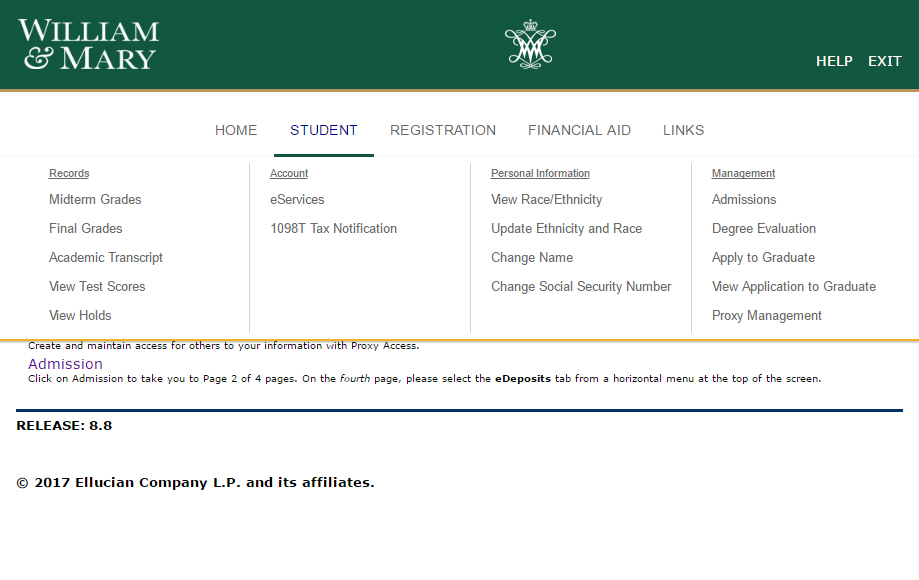 WILLIAM
& MARY
HELP EXIT
HOME STUDENT REGISTRATION FINANCIAL AID LINKS
Records
Midterm Grades
Final Grades
Academic Transcript
View Test Scores
View Holds
Account
eServices
1098T Tax Notification
Personal Information
View Race/Ethnicity
Update Ethnicity and Race
Change Name
Change Social Security Number
Management
Admissions
Degree Evaluation
Apply to Graduate
View Application to Graduate
Proxy Management
Create and maintain access for others to your information with Proxy Access.
Admission
Click on Admission to take you to Page 2 of 4 pages. On the fourth page, please select the eDeposits tab from a horizontal menu at the top of the screen.
RELEASE: 8.8
© 2017 Ellucian Company L.P. and its affiliates.